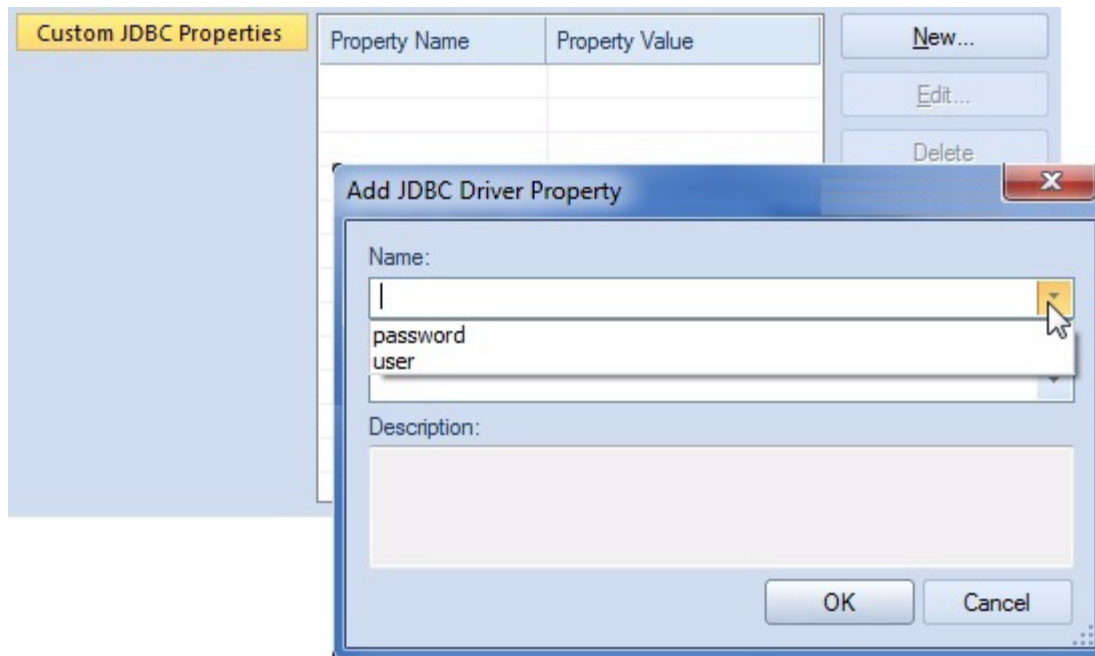 Custom JDBC Properties
Property Name
Property Value
New...
Edit...
Delete
Add JDBC Driver Property
Name:
password
user
Description:
OK
Cancel